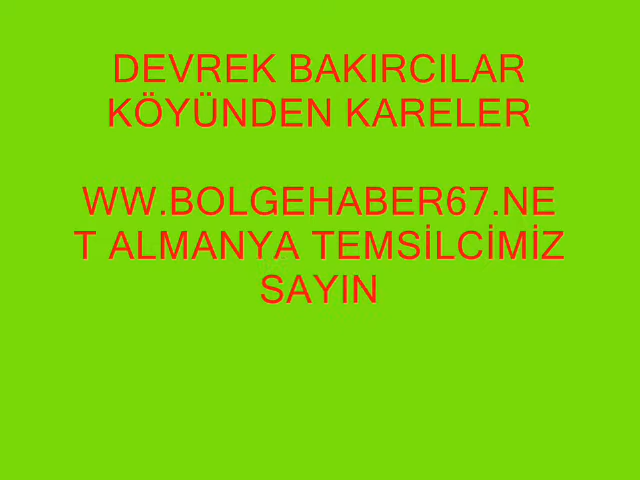 DEVREK BAKIRCILAR
KÖYÜNDEN KARELER
WW.BOLGEHABER67.NE
T ALMANYA TEMSİLCİMİZ
SAYIN